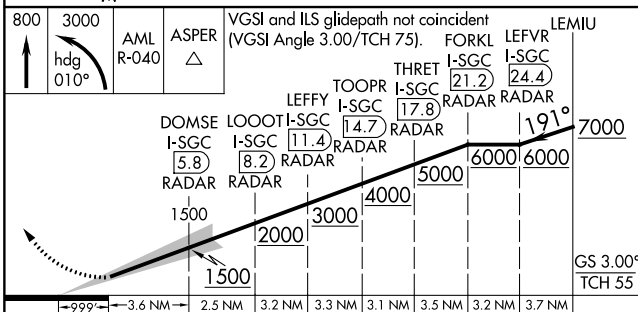 800
3000
hdg
010°
AML
R-040
ASPER
VGSI and ILS glidepath not coincident
(VGSI Angle 3.00/TCH 75).
LEMIU
FORKL
I-SGC
21.2
RADAR
LEFVR
I-SGC
24.4
RADAR
THRET
I-SGC
17.8
RADAR
TOOPR
I-SGC
14.7
RADAR
LEFFY
I-SGC
11.4
RADAR
LOOOT
I-SGC
8.2
RADAR
DOMSE
I-SGC
5.8
RADAR
191°
7000
6000
6000
5000
4000
3000
2000
1500
1500
GS 3.00°
TCH 55
999'
3.6 NM
2.5 NM
3.2 NM
3.3 NM
3.1 NM
3.5 NM
3.2 NM
3.7 NM